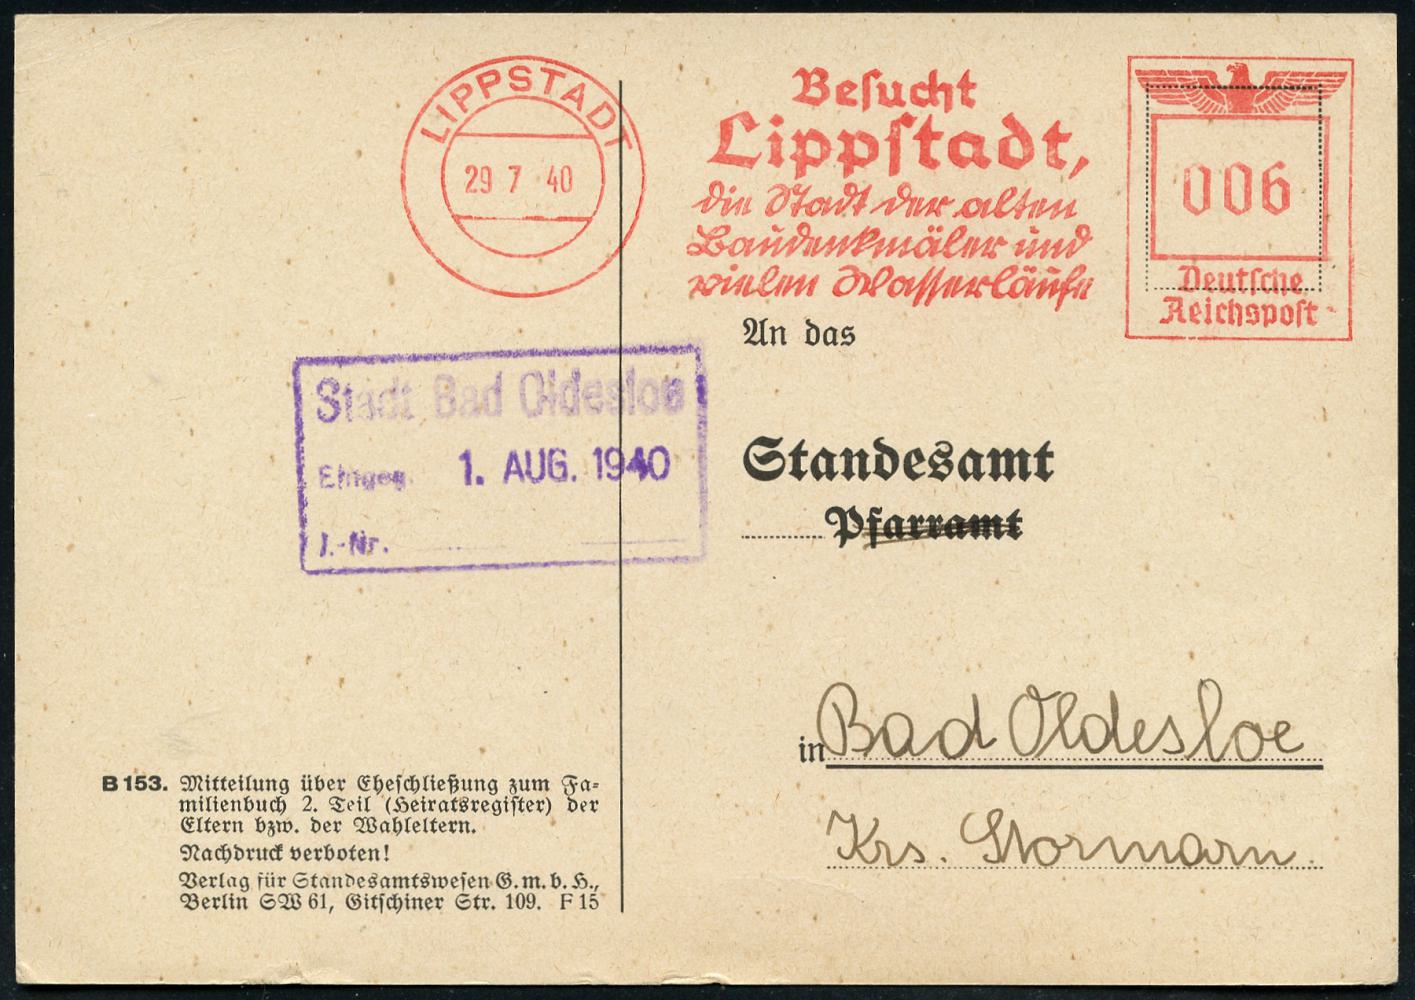 LIPPSTADT
29 7 40
Besucht
Lippstadt,
die Stadt der alten
Baudenkmäler und
vielen Wasserläufe
006
Deutsche
Reichspost
An das
Stadt Bad Oldesloe
Eingeg. 1. AUG. 1940
J.-Nr.
Standesamt
Pfarramt
in Bad Oldesloe
Krs. Stormarn.
B 153. Mitteilung über Eheschließung zum Fa-
milienbuch 2. Teil (Heiratsregister) der
Eltern bzw. der Wahleltern.
Nachdruck verboten!
Verlag für Standesamtswesen G. m. b. H.,
Berlin SW 61, Gitschiner Str. 109. F 15